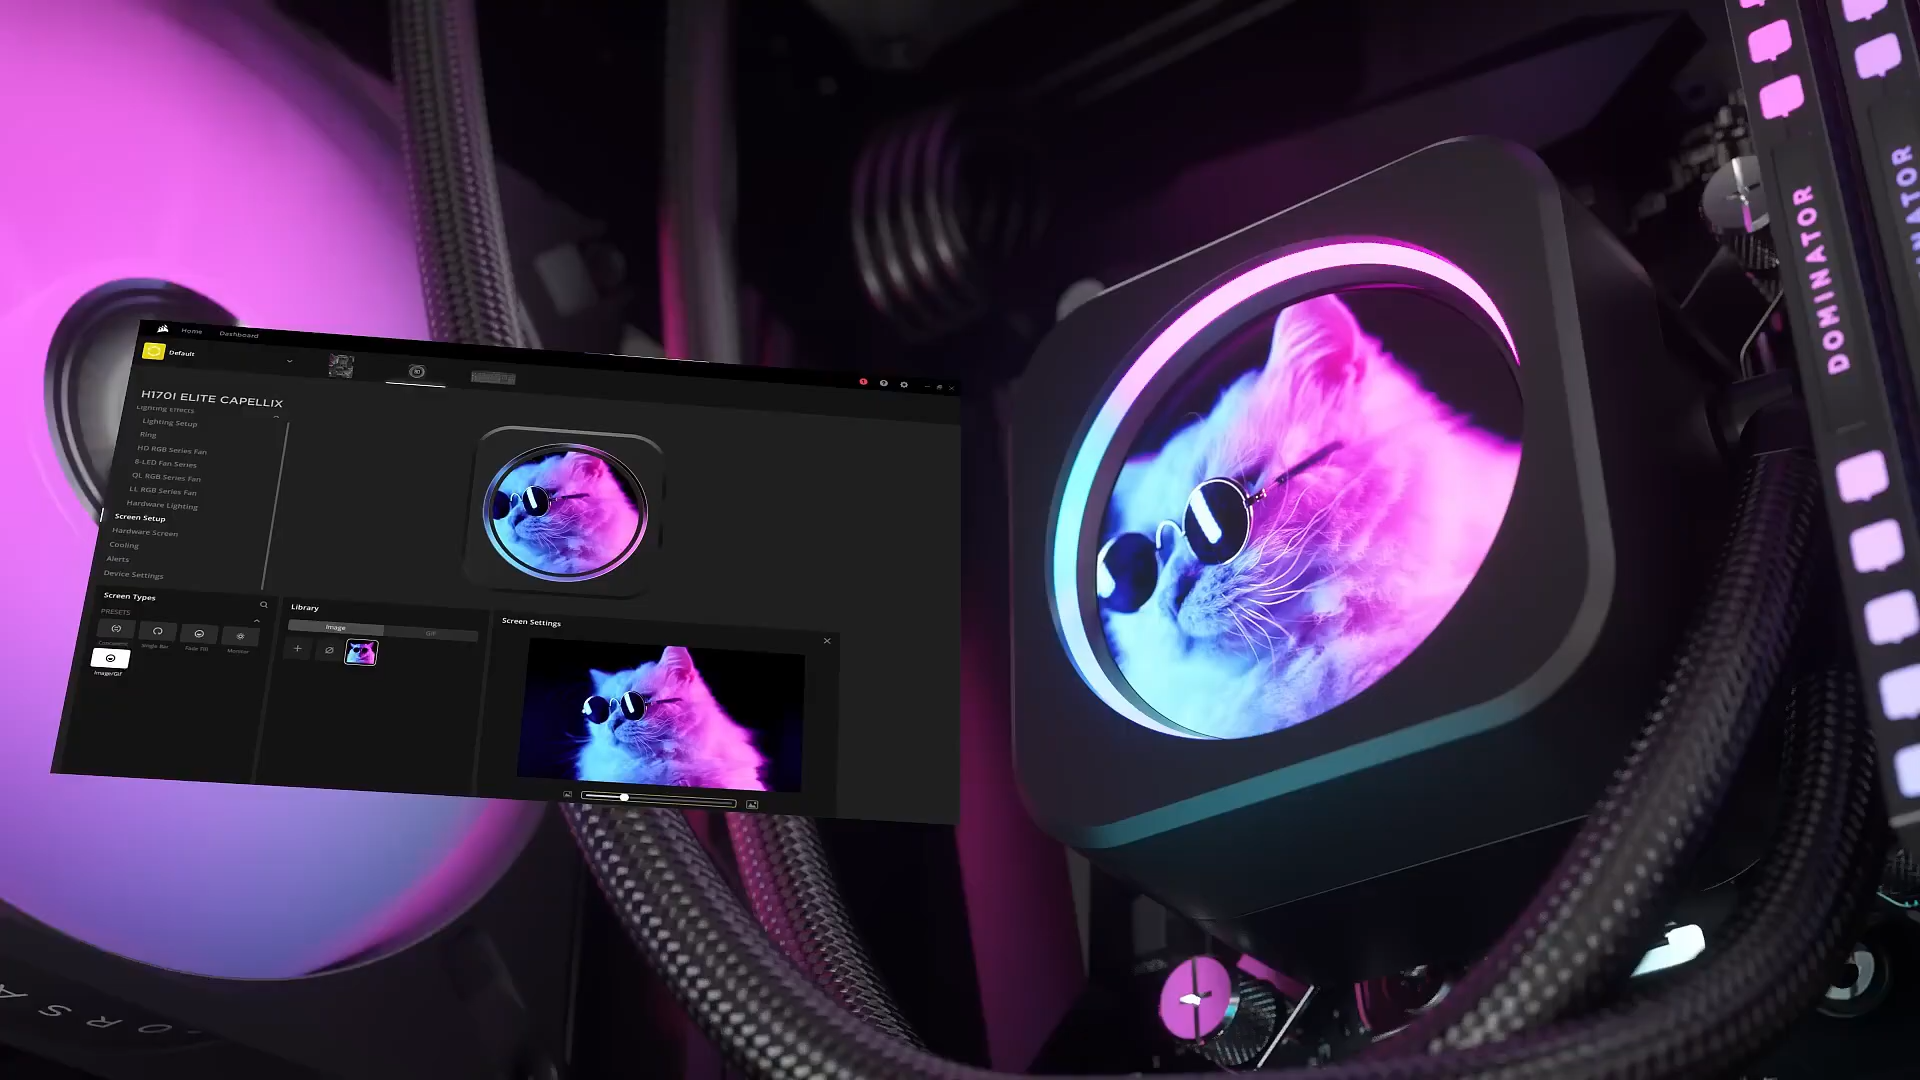 Home Dashboard
Default
H170I ELITE CAPELLIX
Lighting Effects
Lighting Setup
Ring
HD RGB Series Fan
8-LED Fan Series
QL RGB Series Fan
LL RGB Series Fan
Hardware Lighting
Screen Setup
Hardware Screen
Cooling
Alerts
Device Settings
Screen Types
PRESETS
Image/Gif
Library
Image GIF
Screen Settings
DOMINATOR